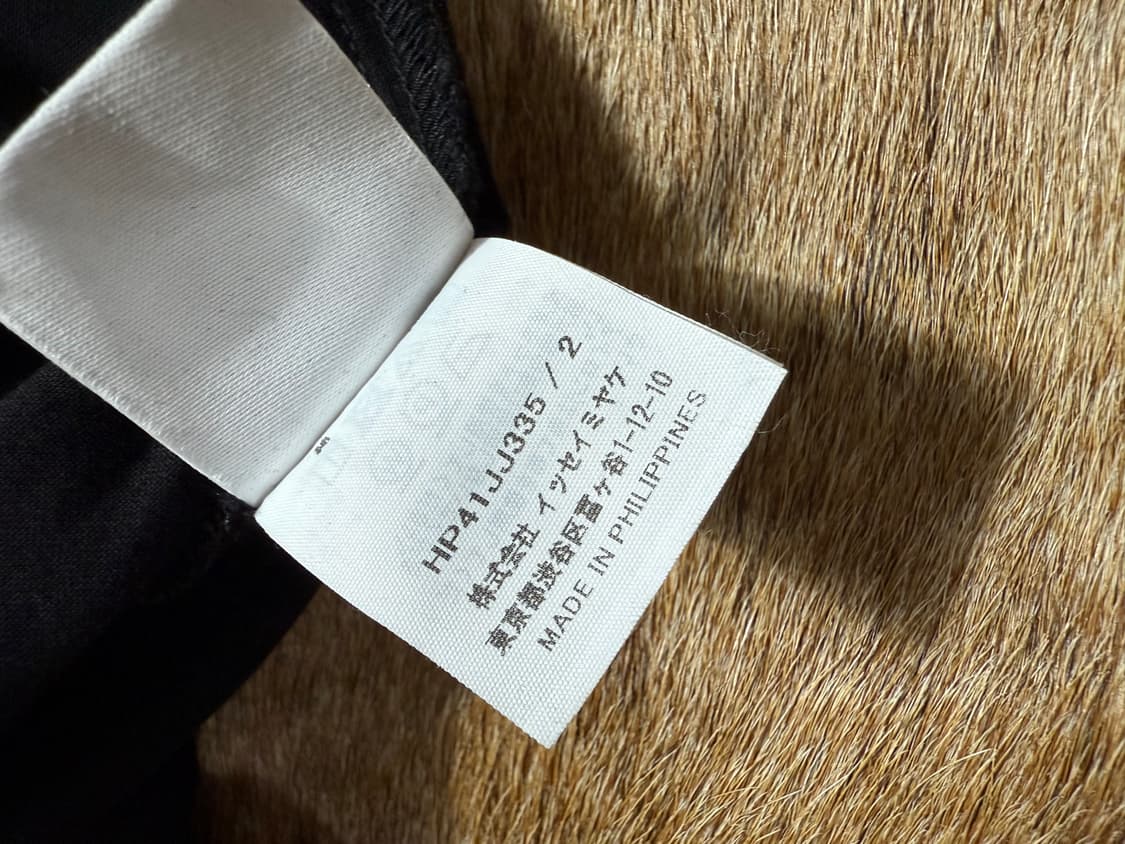 HP41JJ335 / 2
株式会社 イッセイミヤケ
東京都渋谷区富ヶ谷1-12-10
MADE IN PHILIPPINES